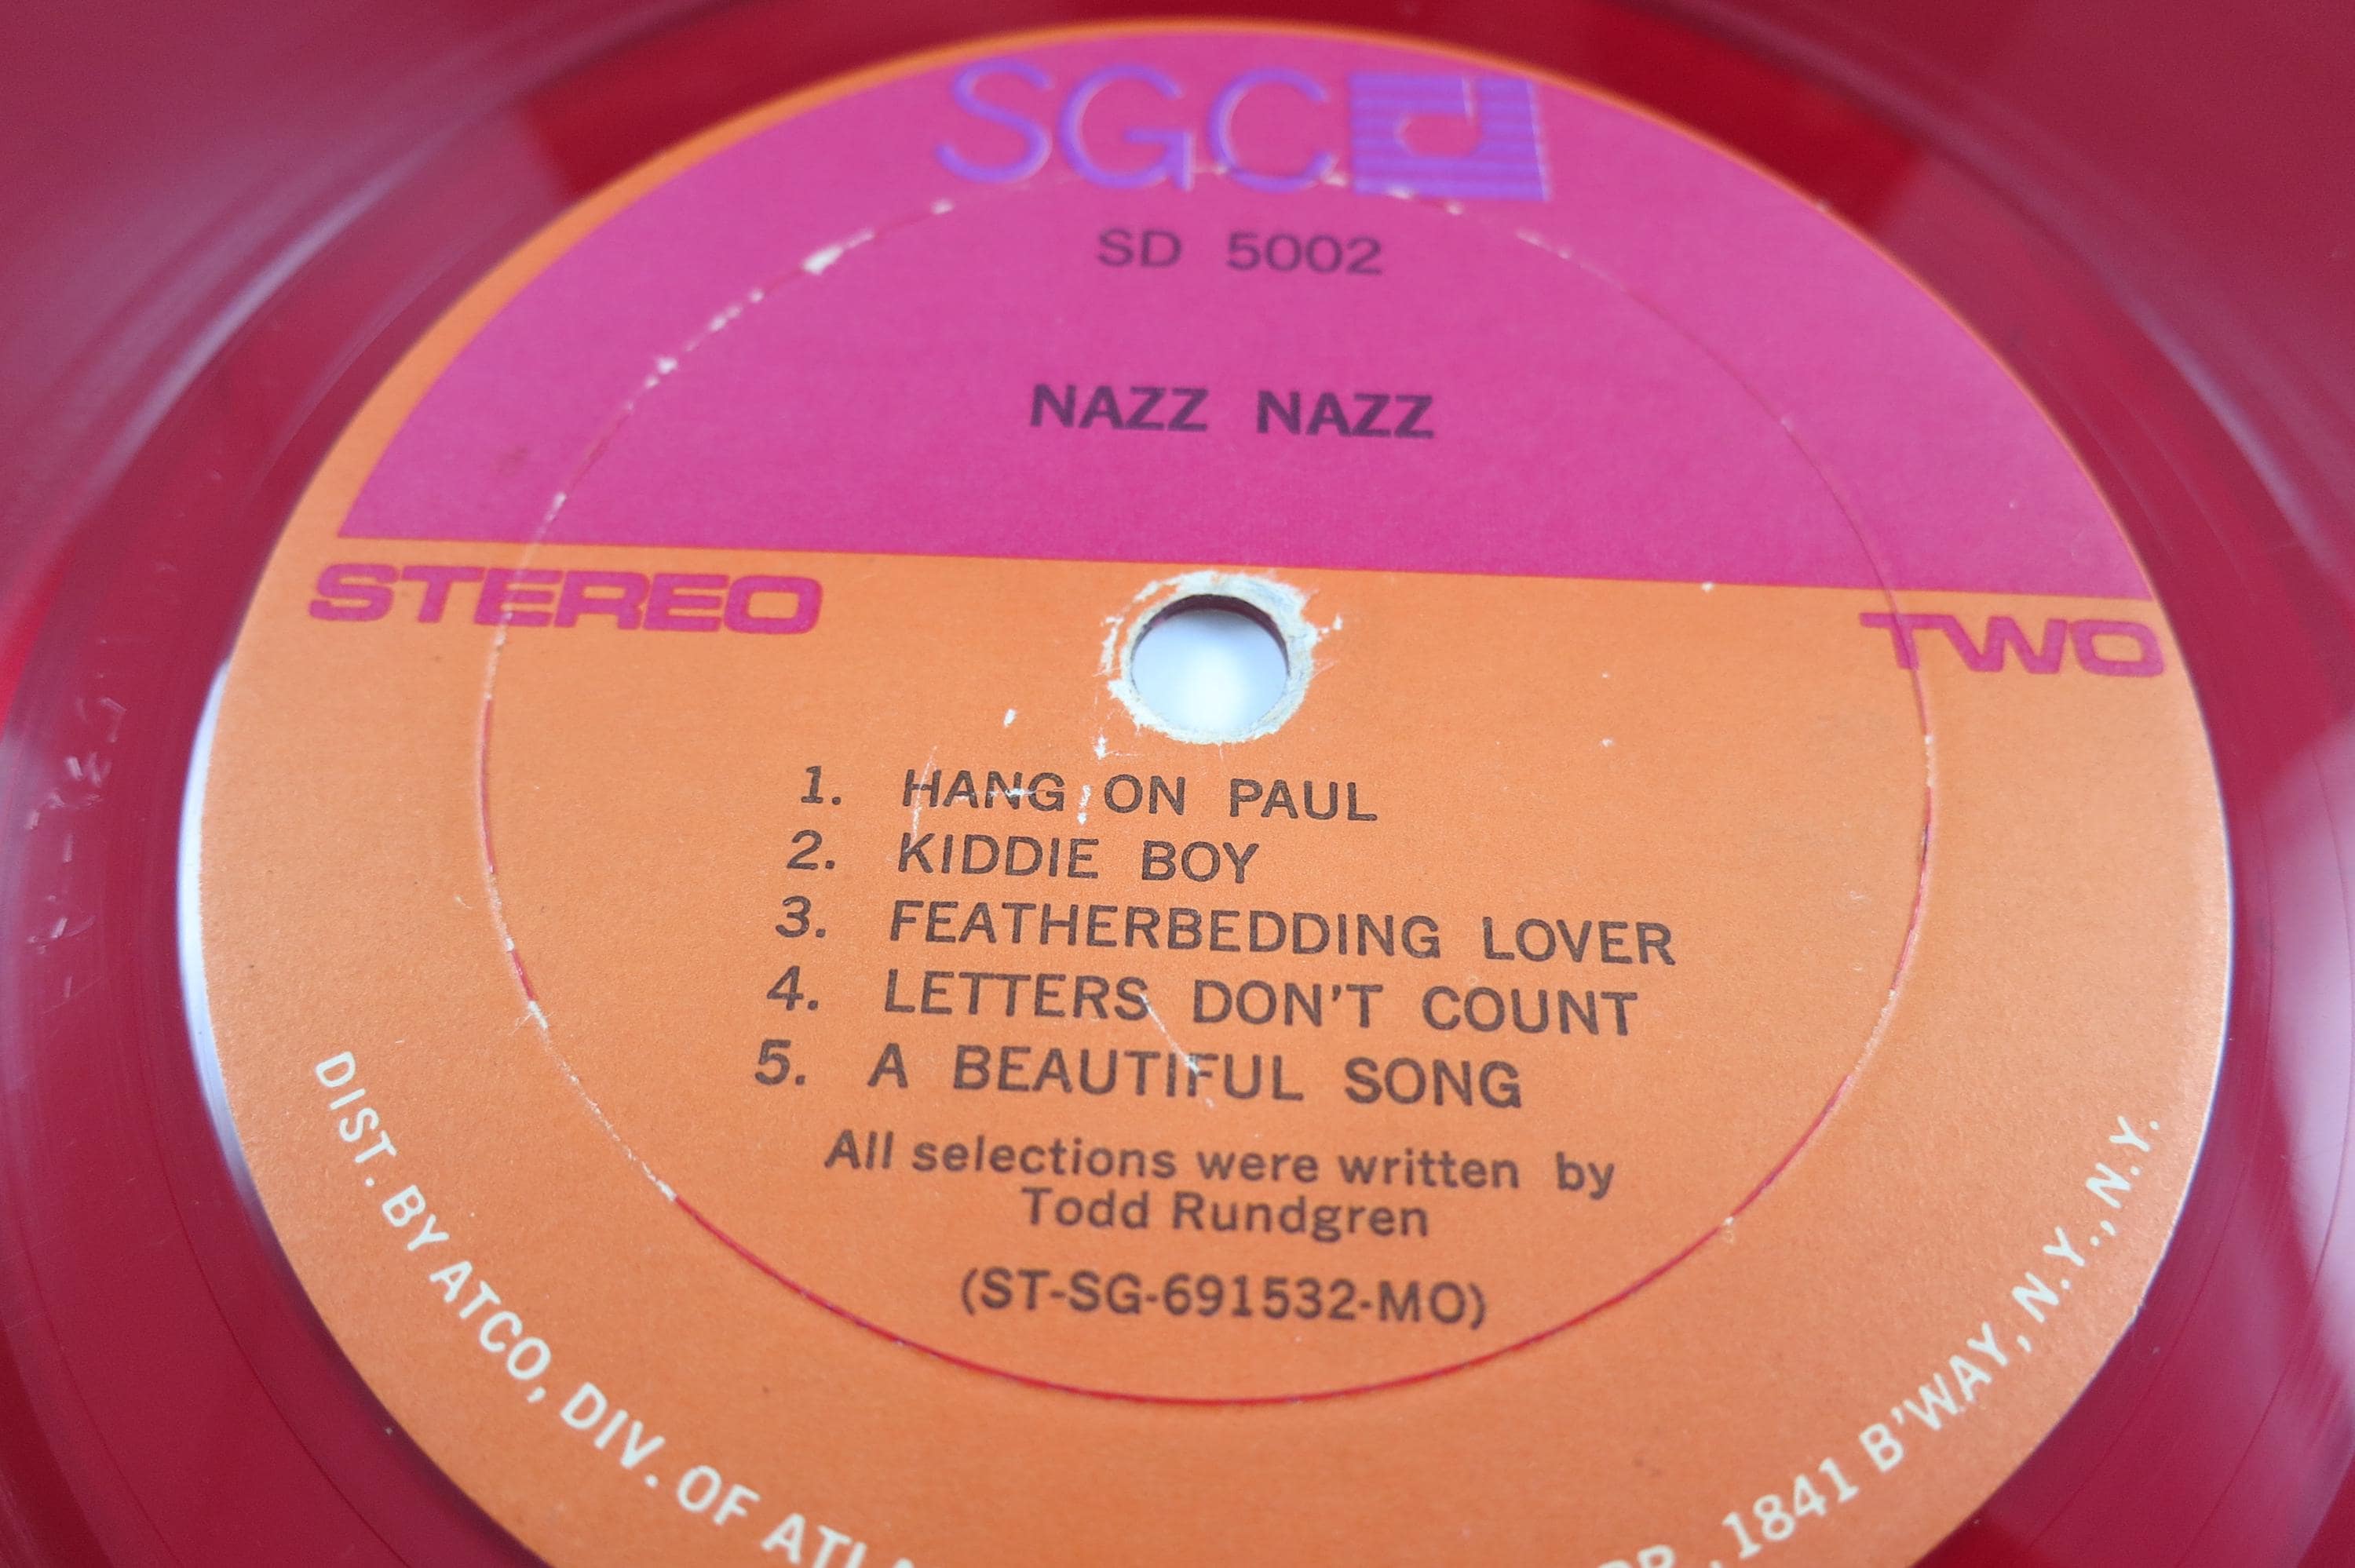 SGC
SD 5002
NAZZ NAZZ
STEREO
TWO
1. HANG ON PAUL
2. KIDDIE BOY
3. FEATHERBEDDING LOVER
4. LETTERS DON'T COUNT
5. A BEAUTIFUL SONG
All selections were written by
Todd Rundgren
(ST-SG-691532-MO)
DIST. BY ATCO, DIV. OF 1841 B'WAY, N.Y., N.Y.